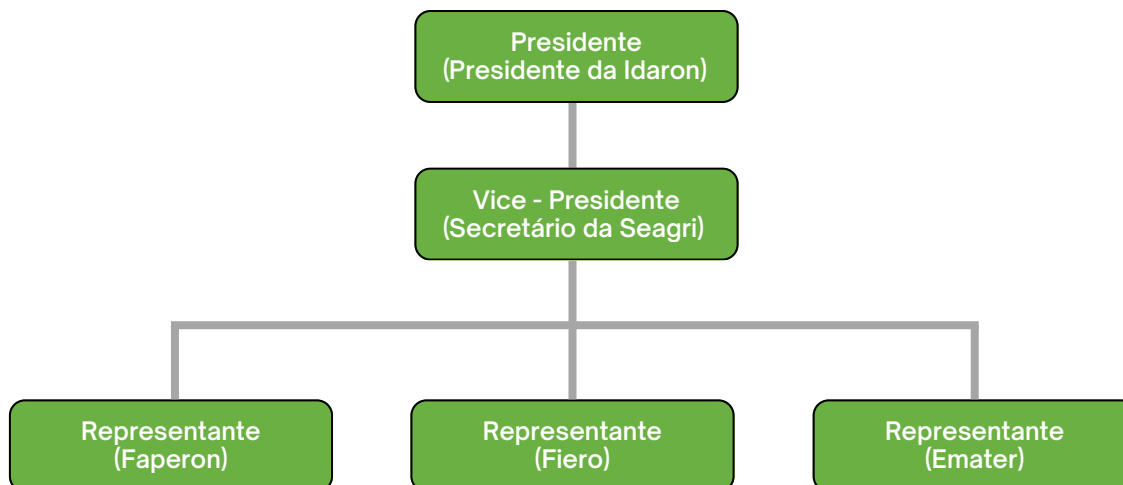 Presidente
(Presidente da Idaron)
Vice - Presidente
(Secretário da Seagri)
Representante
(Faperon)
Representante
(Fiero)
Representante
(Emater)